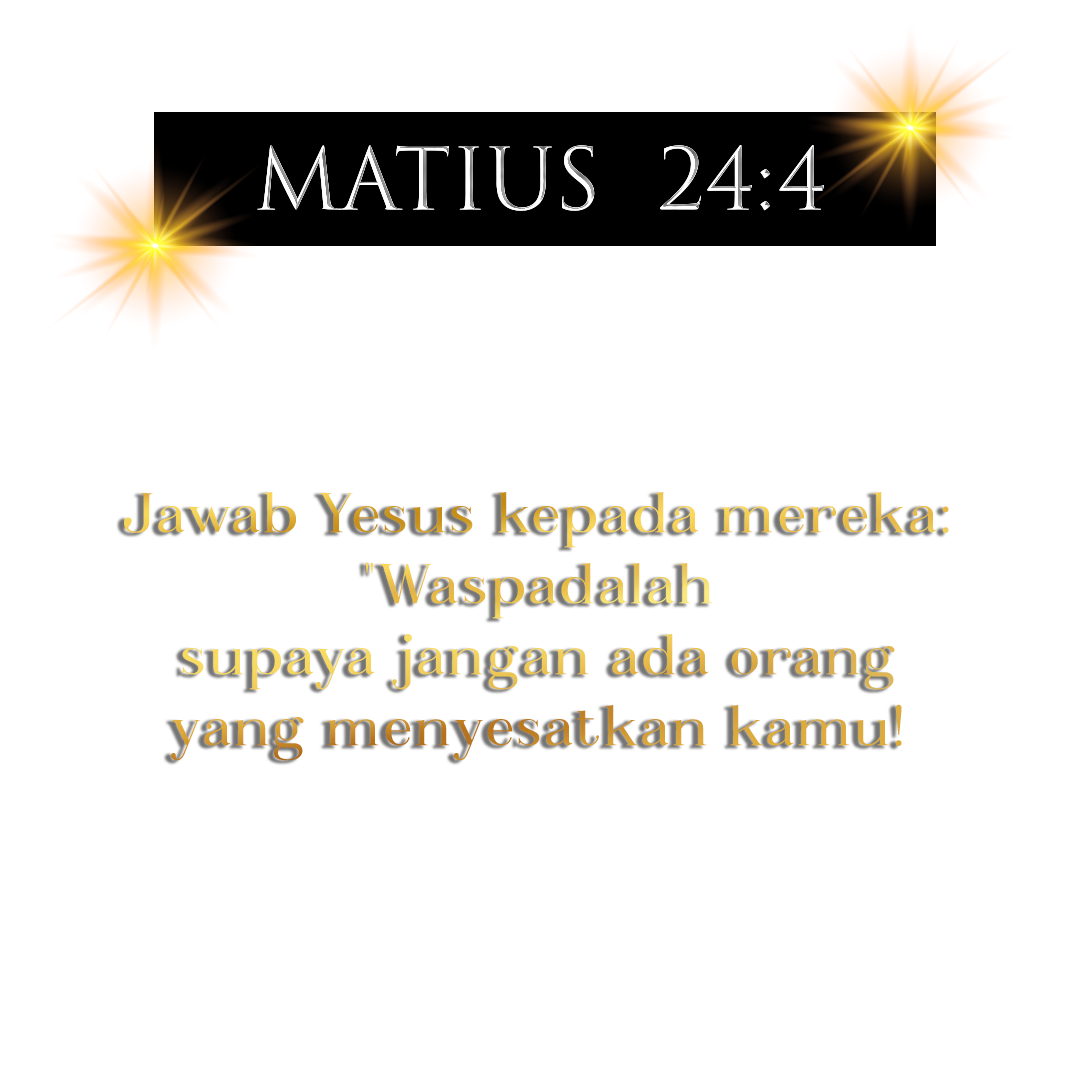 MATIUS 24:4
Jawab Yesus kepada mereka:
"Waspadalah
supaya jangan ada orang
yang menyesatkan kamu!